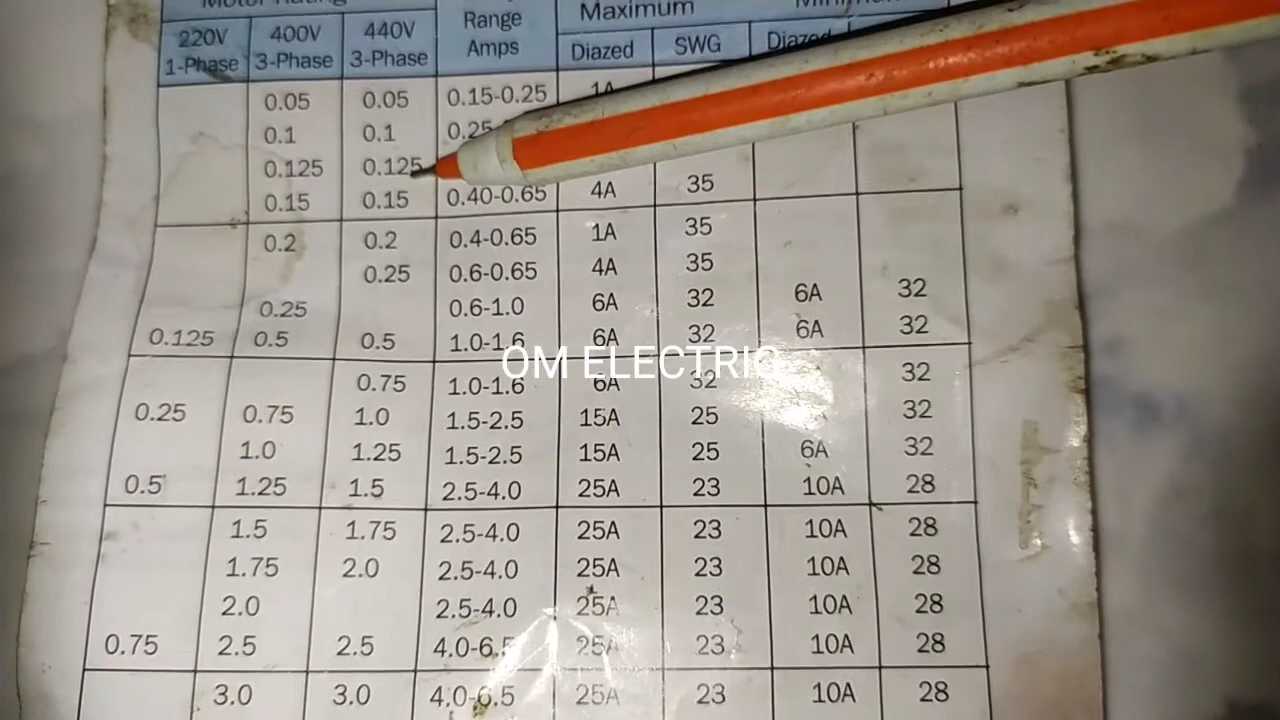 Motor Rating
Maximum
220V 1-Phase 400V 3-Phase 440V 3-Phase Range Amps Diazed SWG Diazed
0.05 0.05 0.15-0.25 1A
0.1 0.1 0.25
0.125 0.125
0.15 0.15 0.40-0.65 4A 35
0.2 0.2 0.4-0.65 1A 35
0.25 0.6-0.65 4A 35
0.25 0.6-1.0 6A 32 6A 32
0.125 0.5 0.5 1.0-1.6 6A 32 6A 32
OM ELECTRIC
0.75 1.0-1.6 6A 32 32
0.25 0.75 1.0 1.5-2.5 15A 25 32
1.0 1.25 1.5-2.5 15A 25 6A 32
0.5 1.25 1.5 2.5-4.0 25A 23 10A 28
1.5 1.75 2.5-4.0 25A 23 10A 28
1.75 2.0 2.5-4.0 25A 23 10A 28
2.0 2.5-4.0 25A 23 10A 28
0.75 2.5 2.5 4.0-6.5 25A 23 10A 28
3.0 3.0 4.0-6.5 25A 23 10A 28